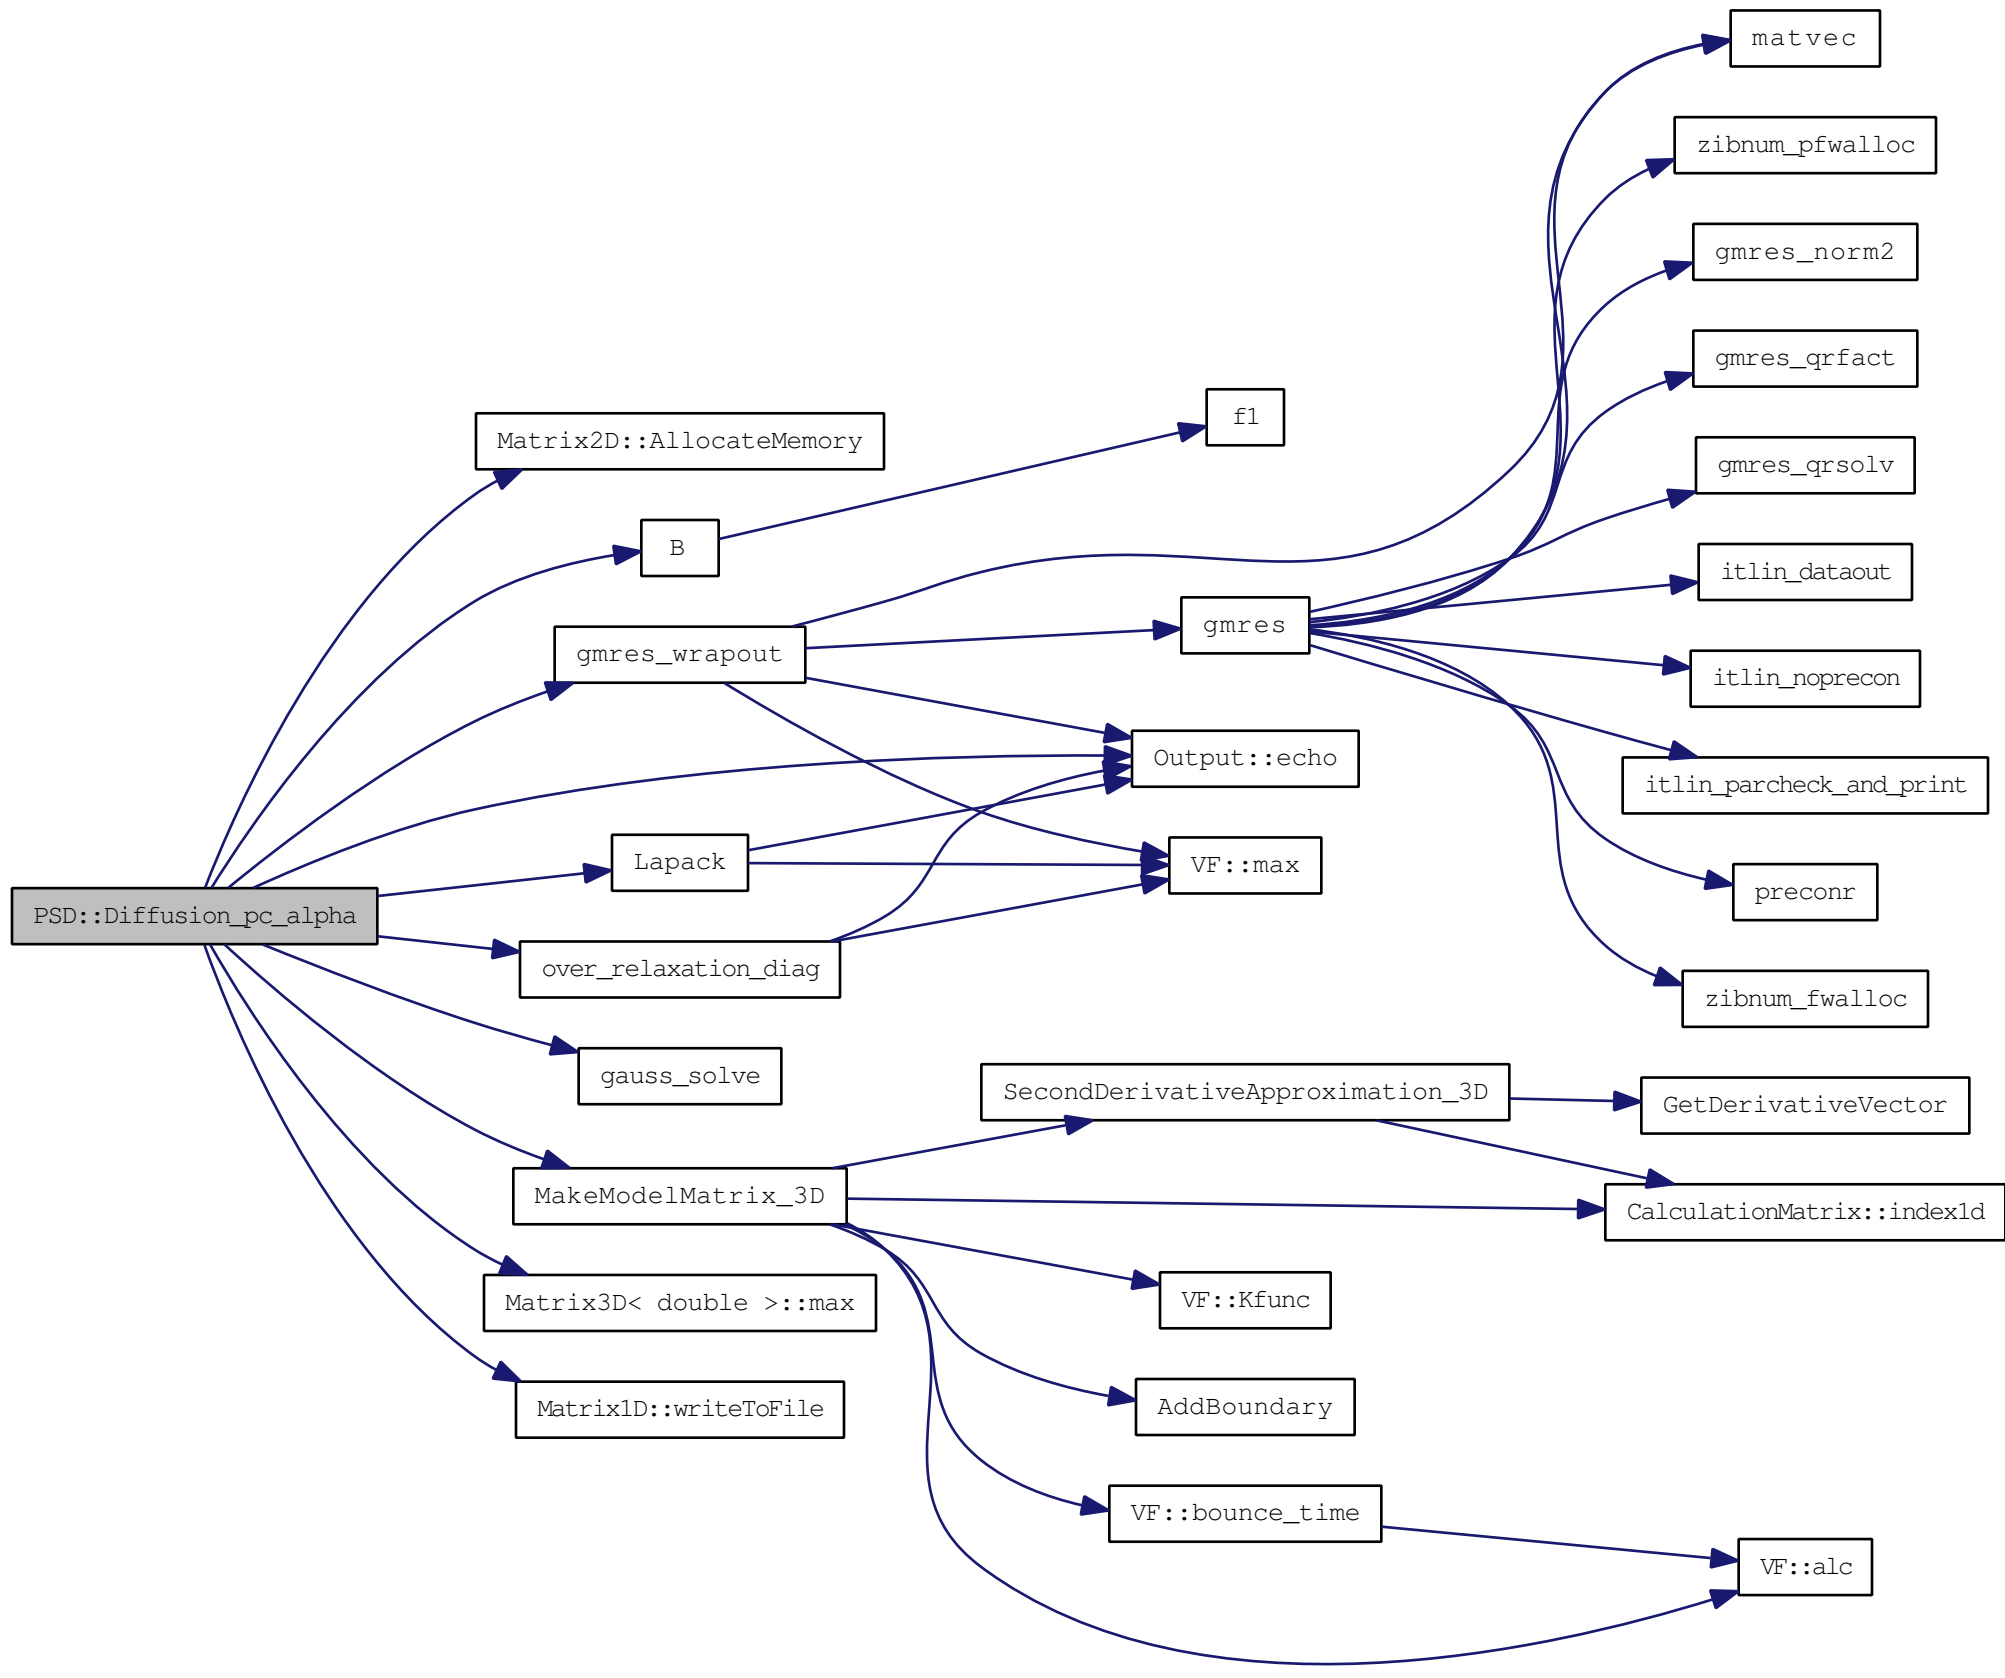 matvec
zibnum_pfwalloc
gmres_norm2
gmres_qrfact
f1
Matrix2D::AllocateMemory
gmres_qrsolv
B
itlin_dataout
gmres
gmres_wrapout
itlin_noprecon
Output::echo
itlin_parcheck_and_print
Lapack
VF::max
preconr
PSD::Diffusion_pc_alpha
over_relaxation_diag
zibnum_fwalloc
gauss_solve
SecondDerivativeApproximation_3D
GetDerivativeVector
MakeModelMatrix_3D
CalculationMatrix::index1d
Matrix3D< double >::max
VF::Kfunc
Matrix1D::writeToFile
AddBoundary
VF::bounce_time
VF::alc